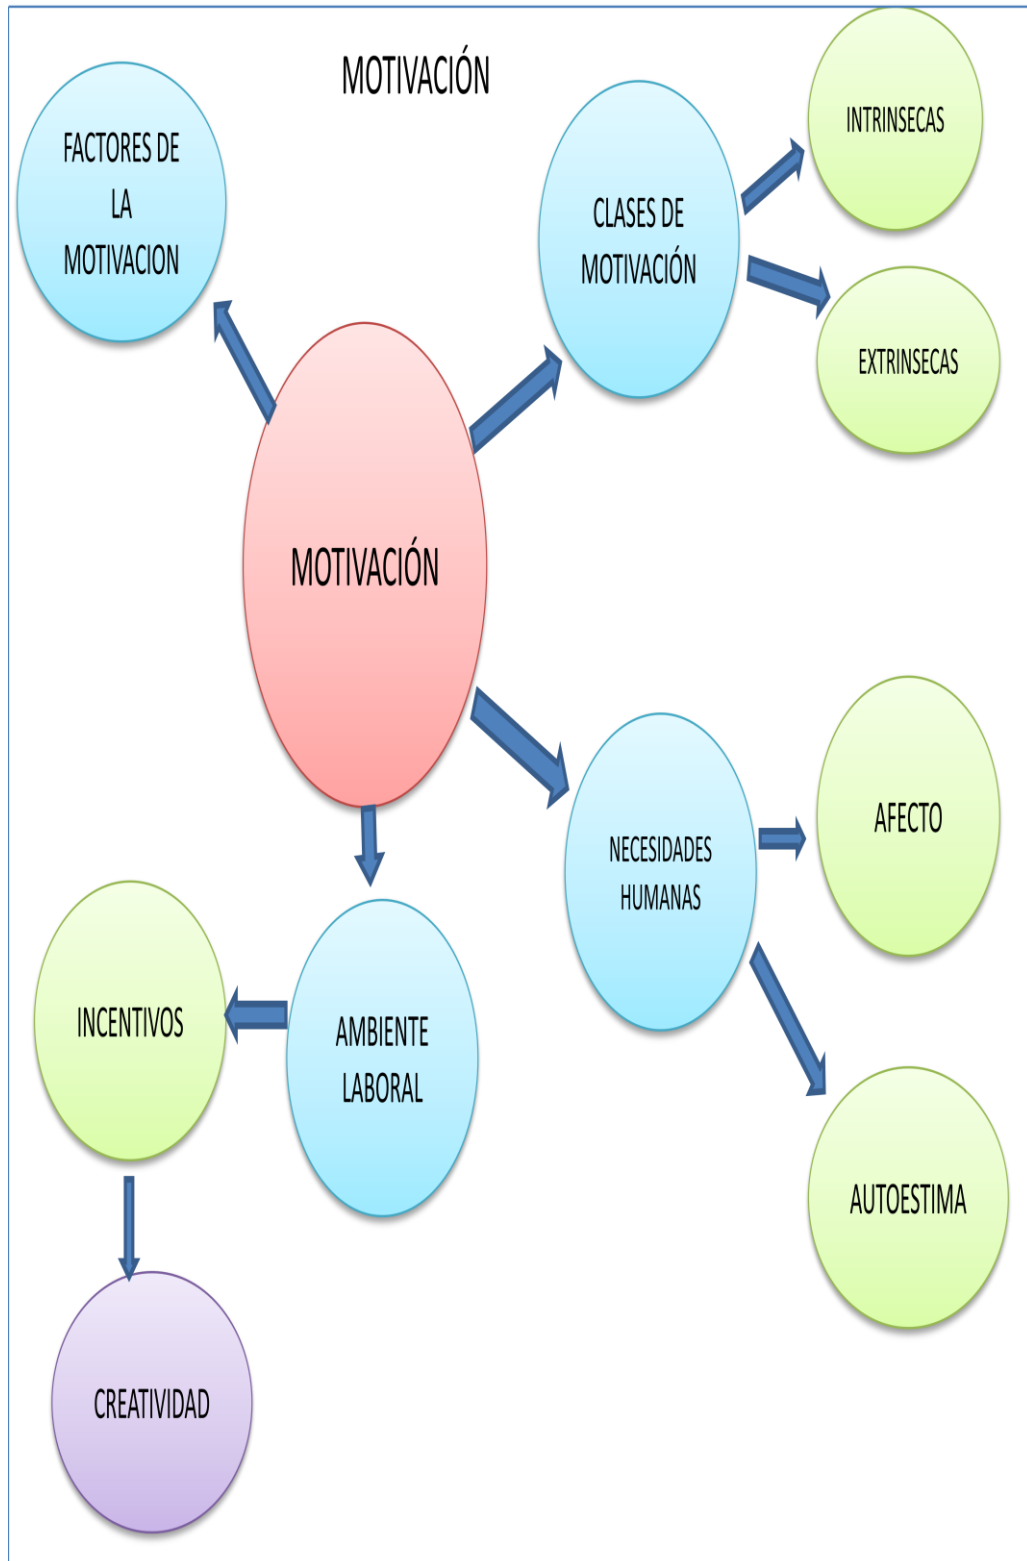 MOTIVACIÓN
FACTORES DE
LA
MOTIVACION
CLASES DE
MOTIVACIÓN
INTRINSECAS
EXTRINSECAS
MOTIVACIÓN
NECESIDADES
HUMANAS
AFECTO
AUTOESTIMA
AMBIENTE
LABORAL
INCENTIVOS
CREATIVIDAD